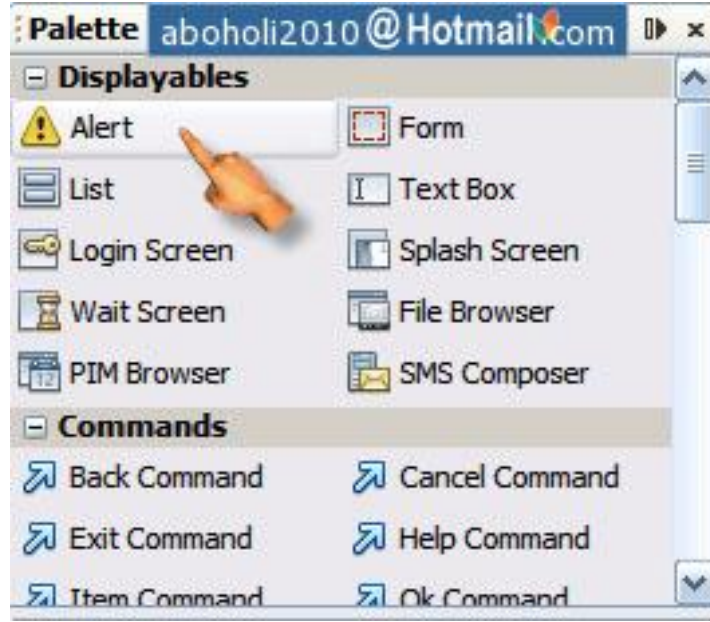 Palette aboholi2010@Hotmail.com
Displayables
Alert Form
List Text Box
Login Screen Splash Screen
Wait Screen File Browser
PIM Browser SMS Composer
Commands
Back Command Cancel Command
Exit Command Help Command
Item Command Ok Command